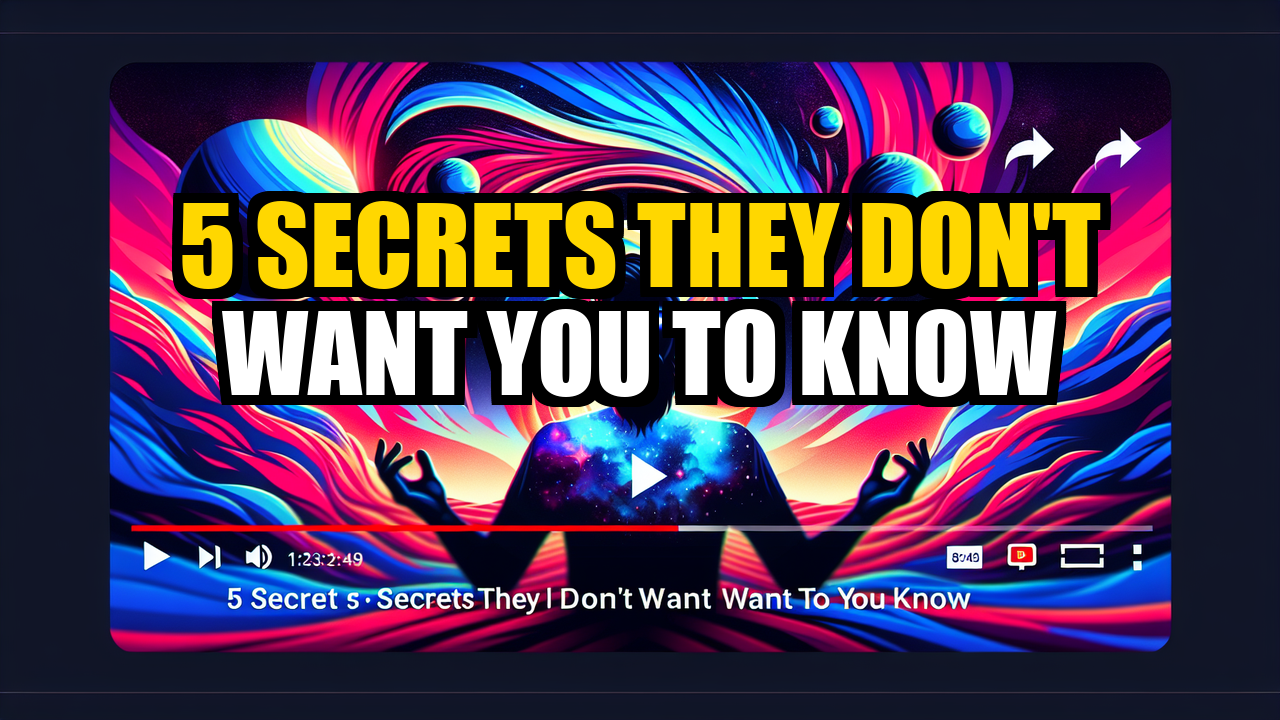 5 SECRETS THEY DON'T
WANT YOU TO KNOW
1:23:2:49
8:49
5 Secret s · Secrets They I Don't Want Want To You Know